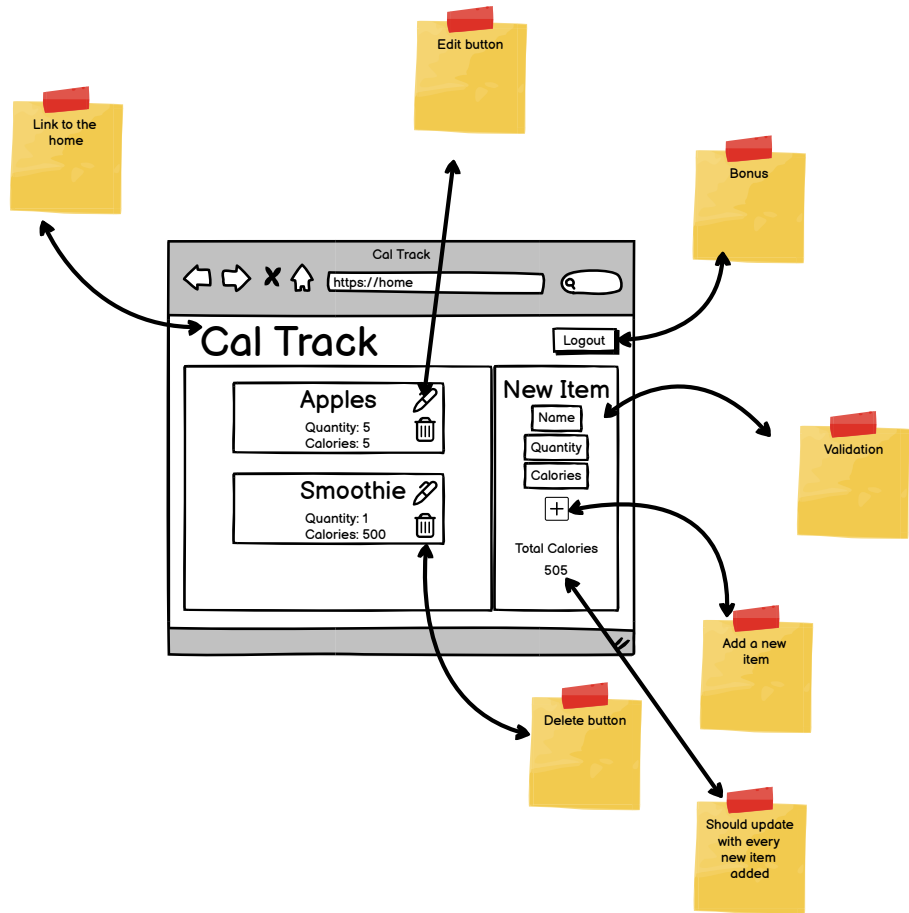 Edit button
Link to the
home
Bonus
Cal Track
https://home
Cal Track
Logout
Apples
Quantity: 5
Calories: 5
Smoothie
Quantity: 1
Calories: 500
New Item
Name
Quantity
Calories
+
Total Calories
505
Validation
Add a new
item
Delete button
Should update
with every
new item
added